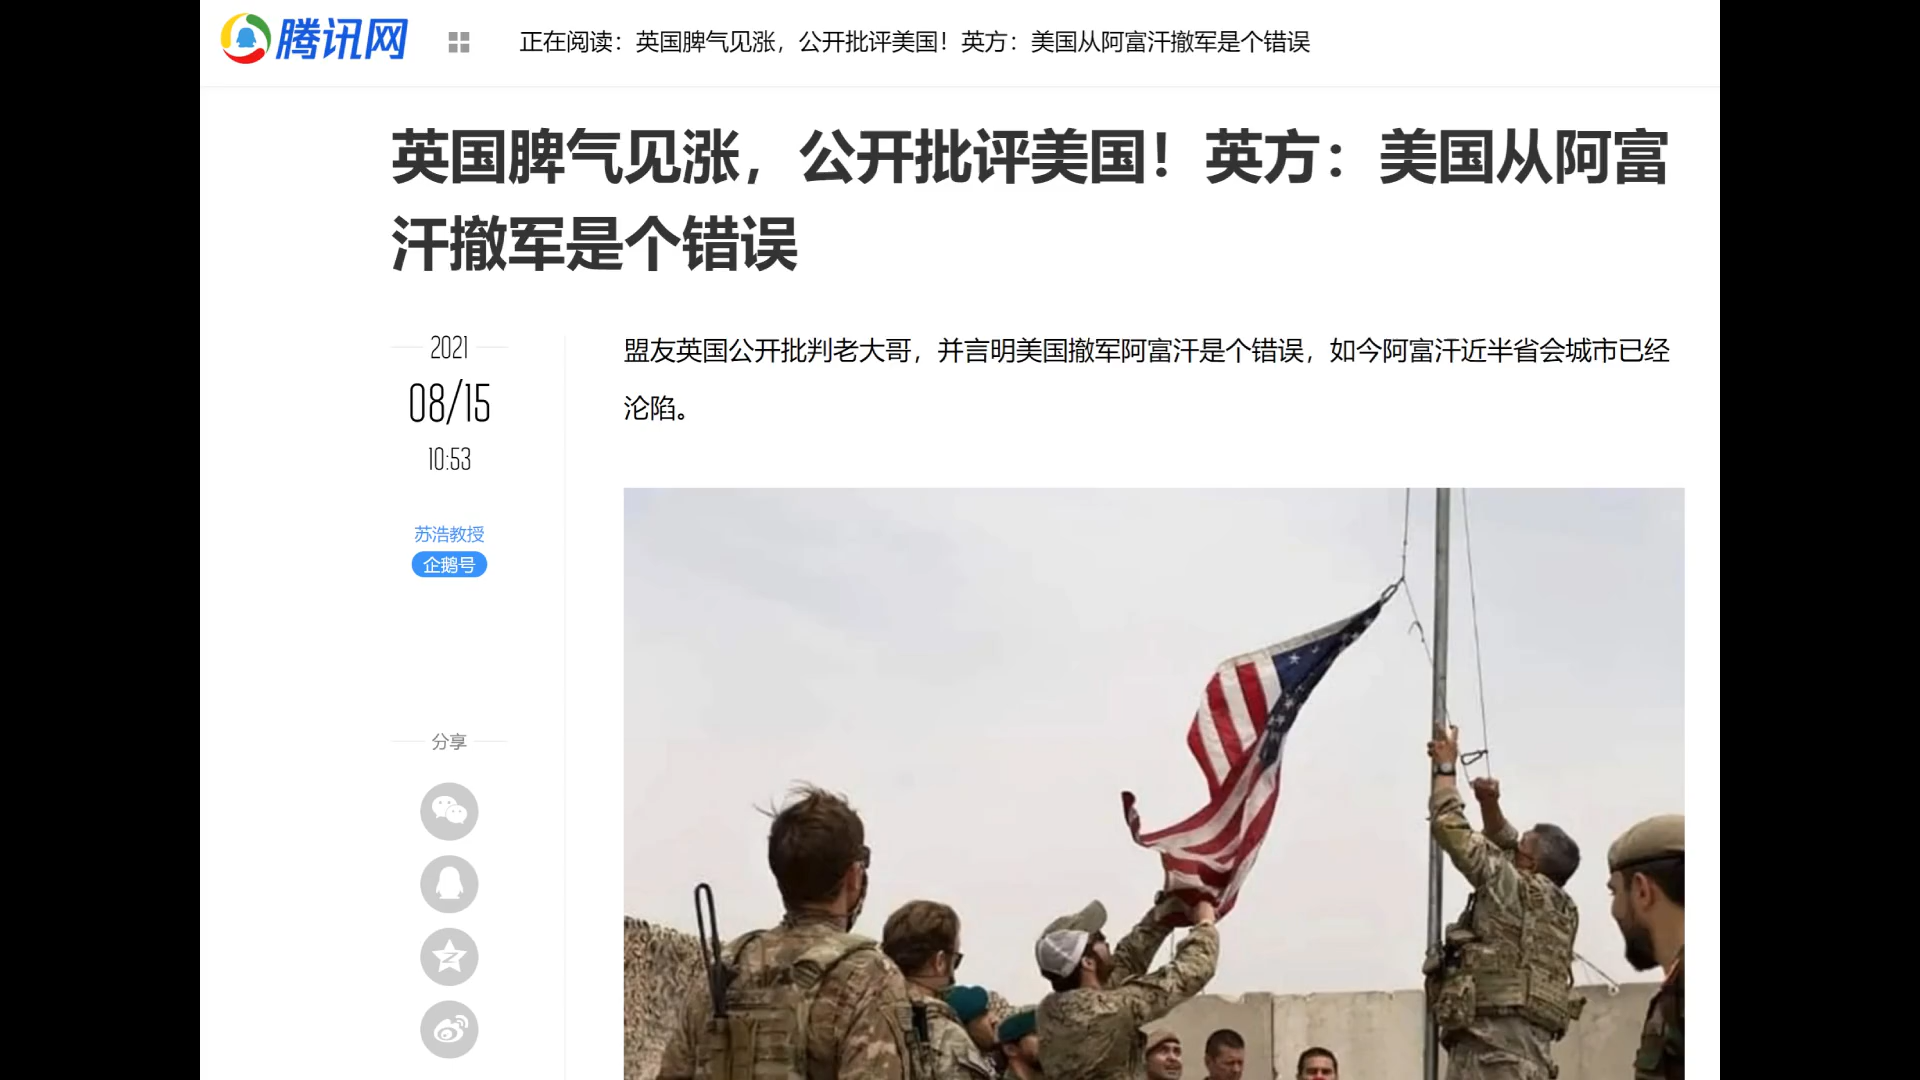 腾讯网
正在阅读：英国脾气见涨，公开批评美国！英方：美国从阿富汗撤军是个错误
英国脾气见涨，公开批评美国！英方：美国从阿富
汗撤军是个错误
2021
08/15
10:53
苏浩教授
企鹅号
分享
盟友英国公开批判老大哥，并言明美国撤军阿富汗是个错误，如今阿富汗近半省会城市已经
沦陷。